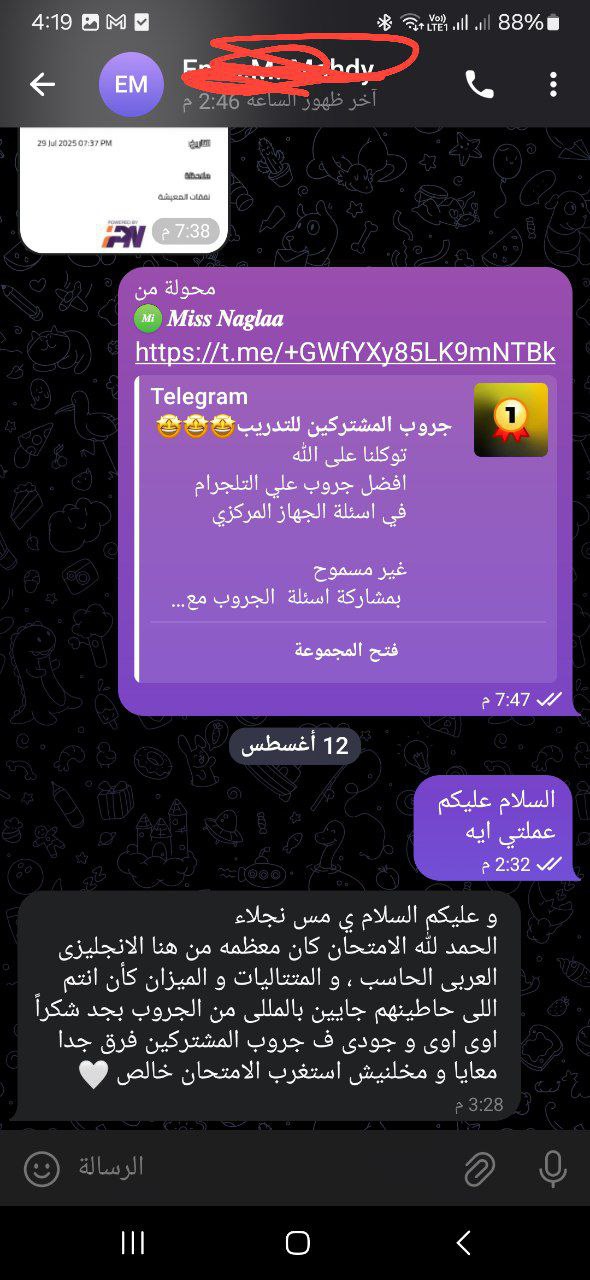 4:19
Vo)) LTE1
88%
EM
آخر ظهور الساعة 2:46 م
29 Jul 2025 07:37 PM
التاريخ
ملاحظة
نفقات المعيشة
POWERED BY
IPN
7:38 م
محولة من
Mi Miss Naglaa
https://t.me/+GWfYXy85LK9mNTBk
Telegram
جروب المشتركين للتدريب🤩🤩🤩
1
توكلنا على الله
افضل جروب علي التلجرام
في اسئلة الجهاز المركزي
غير مسموح
بمشاركة اسئلة الجروب مع...
فتح المجموعة
7:47 م
12 أغسطس
السلام عليكم
عملتي ايه
2:32 م
و عليكم السلام ي مس نجلاء
الحمد لله الامتحان كان معظمه من هنا الانجليزى
العربى الحاسب ، و المتتاليات و الميزان كأن انتم
اللى حاطينهم جايين بالمللى من الجروب بجد شكراً
اوى اوى و جودى ف جروب المشتركين فرق جدا
معايا و مخلنيش استغرب الامتحان خالص 🤍
3:28 م
الرسالة